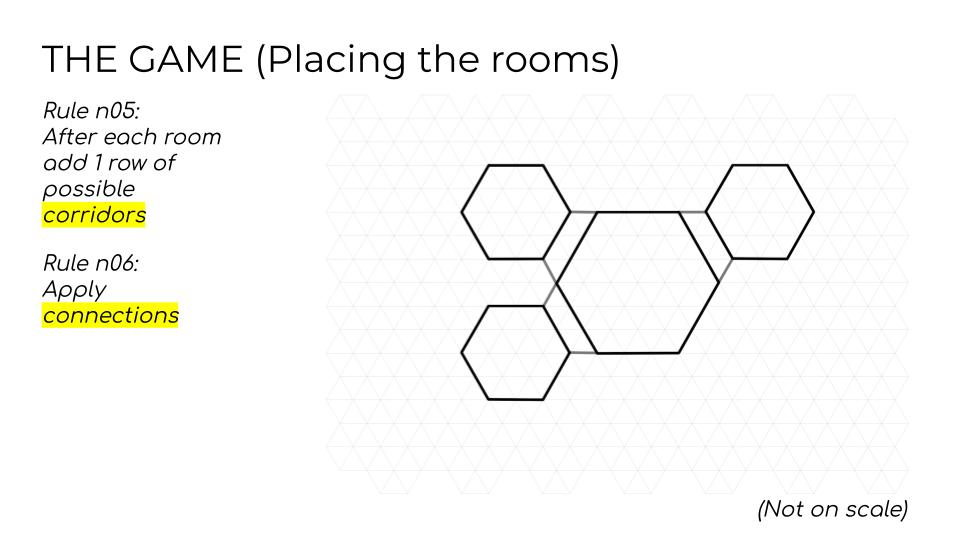 THE GAME (Placing the rooms)
Rule n05:
After each room
add 1 row of
possible
corridors
Rule n06:
Apply
connections
(Not on scale)